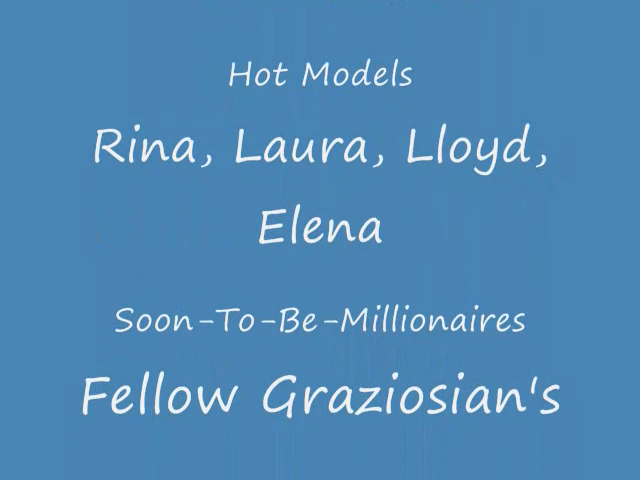 Hot Models
Rina, Laura, Lloyd,
Elena
Soon-To-Be-Millionaires
Fellow Graziosian's